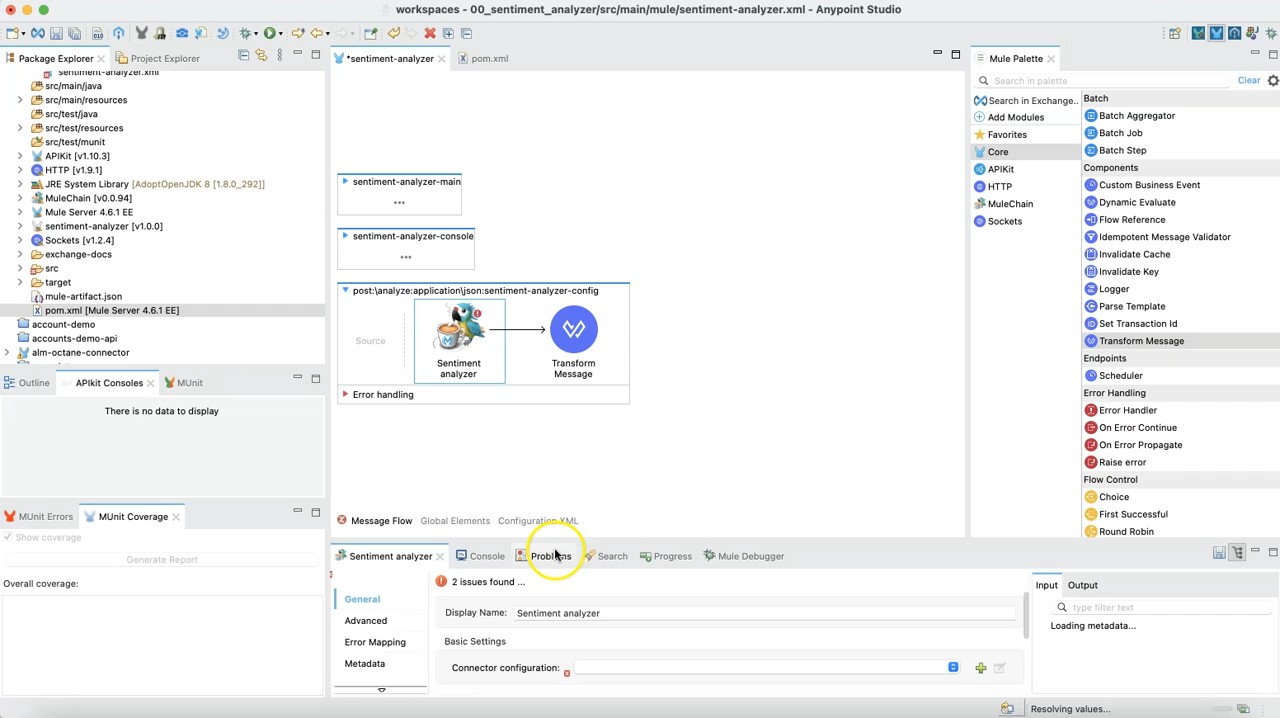 workspaces - 00_sentiment_analyzer/src/main/mule/sentiment-analyzer.xml - Anypoint Studio
Package Explorer
Project Explorer
sentiment-analyzer.xml
src/main/java
src/main/resources
src/test/java
src/test/resources
src/test/munit
APIKit [v1.10.3]
HTTP [v1.9.1]
JRE System Library [AdoptOpenJDK 8 [1.8.0_292]]
MuleChain [v0.0.94]
Mule Server 4.6.1 EE
sentiment-analyzer [v1.0.0]
Sockets [v1.2.4]
exchange-docs
src
target
mule-artifact.json
pom.xml [Mule Server 4.6.1 EE]
account-demo
accounts-demo-api
alm-octane-connector
Outline
APIkit Consoles
MUnit
There is no data to display
MUnit Errors
MUnit Coverage
Show coverage
Generate Report
Overall coverage:
*sentiment-analyzer
pom.xml
sentiment-analyzer-main
sentiment-analyzer-console
post:\analyze:application\json:sentiment-analyzer-config
Source
Sentiment
analyzer
Transform
Message
Error handling
Message Flow
Global Elements
Configuration XML
Sentiment analyzer
Console
Problems
Search
Progress
Mule Debugger
General
Advanced
Error Mapping
Metadata
2 issues found ...
Display Name:
Sentiment analyzer
Basic Settings
Connector configuration:
Input
Output
type filter text
Loading metadata...
Resolving values...
Mule Palette
Search in palette
Clear
Search in Exchange..
Add Modules
Favorites
Core
APIKit
HTTP
MuleChain
Sockets
Batch
Batch Aggregator
Batch Job
Batch Step
Components
Custom Business Event
Dynamic Evaluate
Flow Reference
Idempotent Message Validator
Invalidate Cache
Invalidate Key
Logger
Parse Template
Set Transaction Id
Transform Message
Endpoints
Scheduler
Error Handling
Error Handler
On Error Continue
On Error Propagate
Raise error
Flow Control
Choice
First Successful
Round Robin